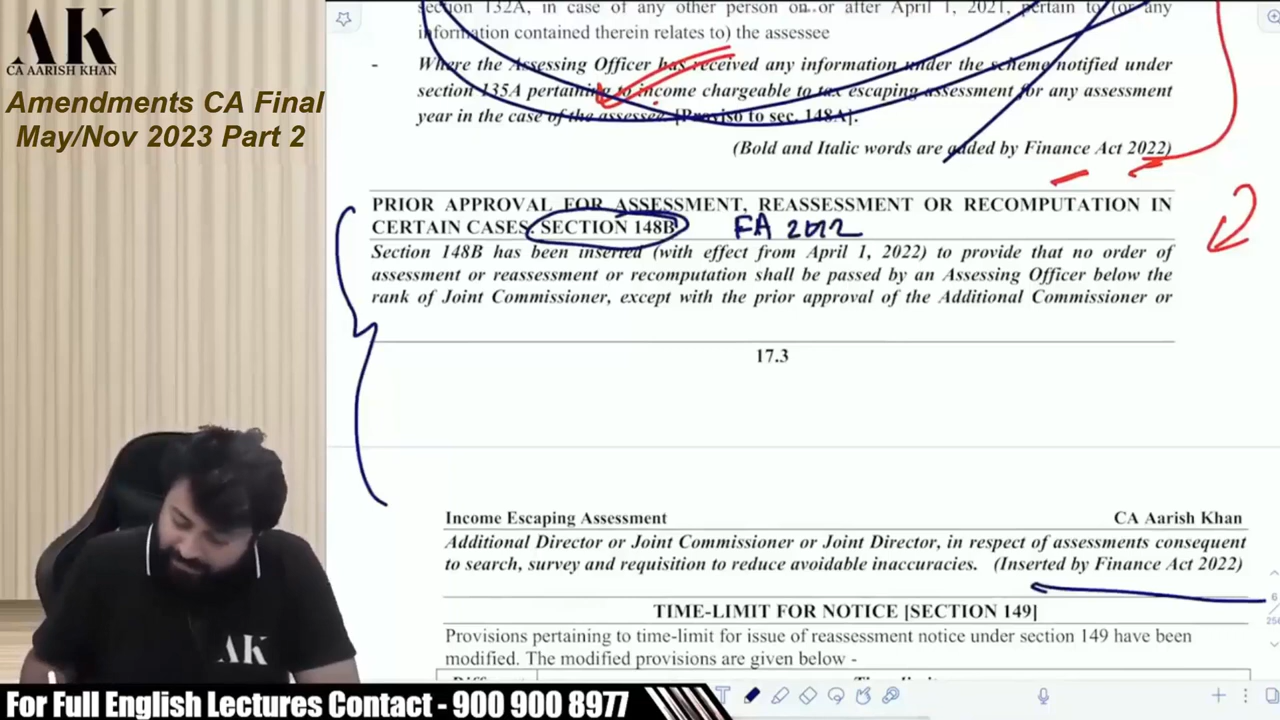 AK
CA AARISH KHAN
Amendments CA Final
May/Nov 2023 Part 2
section 132A, in case of any other person on or after April 1, 2021, pertain to (or any
information contained therein relates to) the assessee
- Where the Assessing Officer has received any information under the scheme notified under
section 135A pertaining to income chargeable to tax escaping assessment for any assessment
year in the case of the assessee. [Proviso to sec. 148A].
(Bold and Italic words are added by Finance Act 2022)
PRIOR APPROVAL FOR ASSESSMENT, REASSESSMENT OR RECOMPUTATION IN
CERTAIN CASES. SECTION 148B FA 2022
Section 148B has been inserted (with effect from April 1, 2022) to provide that no order of
assessment or reassessment or recomputation shall be passed by an Assessing Officer below the
rank of Joint Commissioner, except with the prior approval of the Additional Commissioner or
17.3
Income Escaping Assessment CA Aarish Khan
Additional Director or Joint Commissioner or Joint Director, in respect of assessments consequent
to search, survey and requisition to reduce avoidable inaccuracies. (Inserted by Finance Act 2022)
TIME-LIMIT FOR NOTICE [SECTION 149]
Provisions pertaining to time-limit for issue of reassessment notice under section 149 have been
modified. The modified provisions are given below -
AK
For Full English Lectures Contact - 900 900 8977